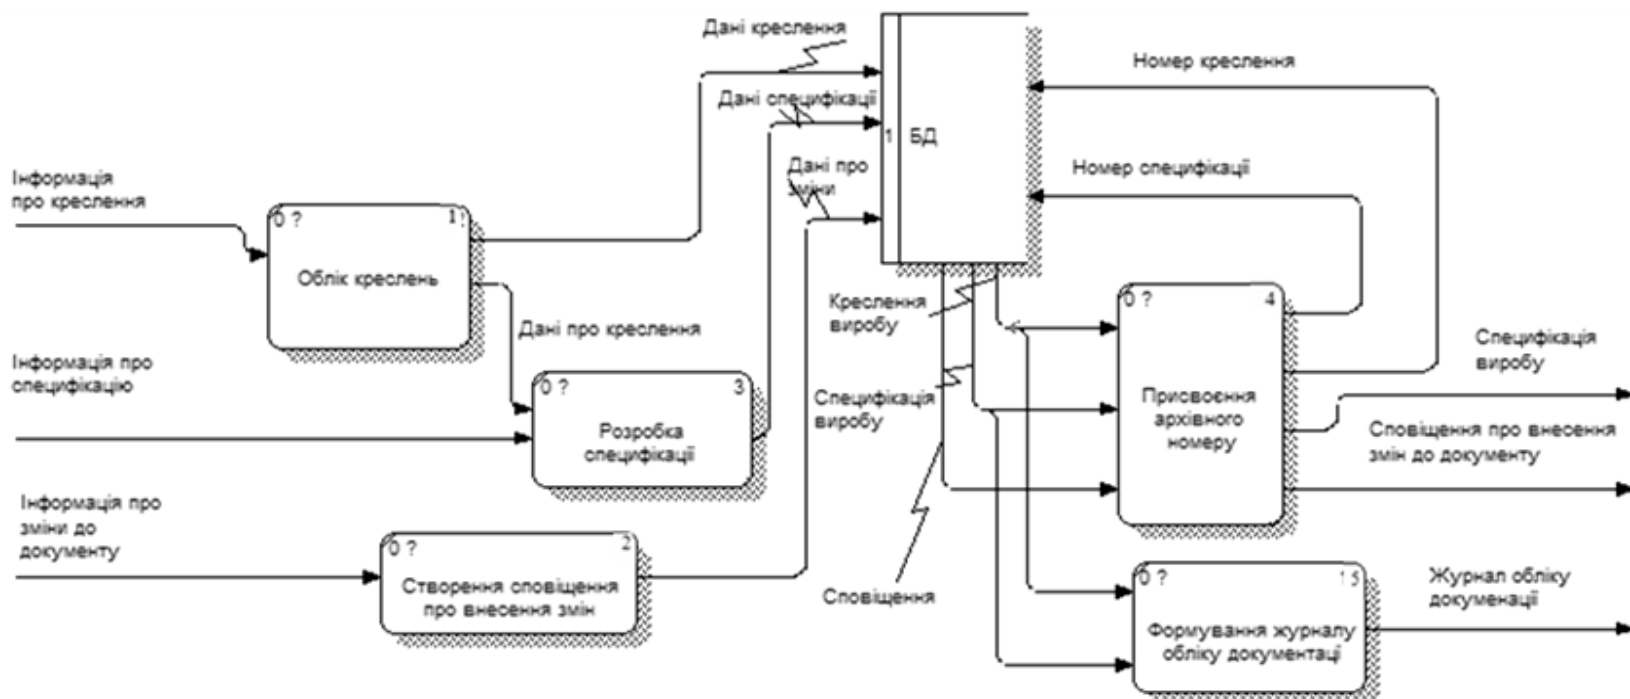 Дані креслення
Номер креслення
Дані специфікації
1
БД
Дані про
зміни
Номер специфікації
Інформація
про креслення
0 ?
1
Облік креслень
Дані про креслення
Креслення
виробу
0 ?
4
Присвоєння
архівного
номеру
Специфікація
виробу
Інформація про
специфікацію
0 ?
3
Розробка
специфікації
Специфікація
виробу
Сповіщення про внесення
змін до документу
Інформація про
зміни до
документу
0 ?
2
Створення сповіщення
про внесення змін
Сповіщення
0 ?
15
Формування журналу
обліку документаці
Журнал обліку
докуменації